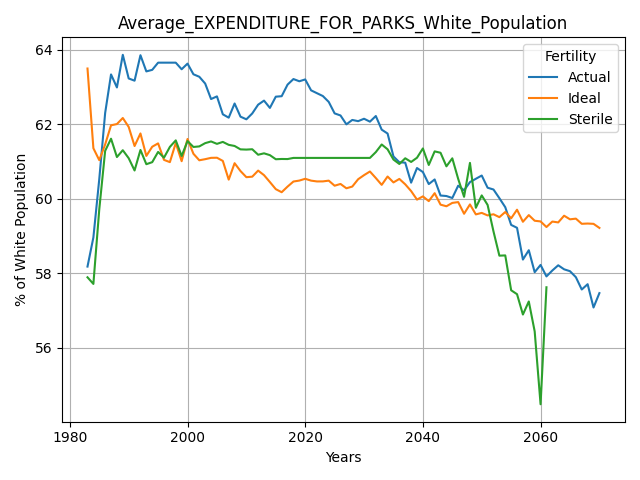 Average_EXPENDITURE_FOR_PARKS_White_Population
64
62
60
58
56
% of White Population
Fertility
Actual
Ideal
Sterile
1980
2000
2020
2040
2060
Years